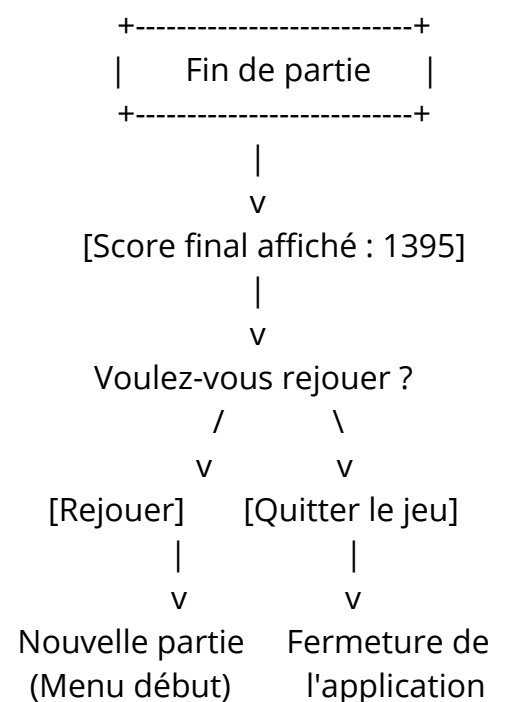 +---------------------------+
|       Fin de partie       |
+---------------------------+
|
v
[Score final affiché : 1395]
|
v
Voulez-vous rejouer ?
/             \
v               v
[Rejouer]       [Quitter le jeu]
|                     |
v                    v
Nouvelle partie     Fermeture de
(Menu début)         l'application